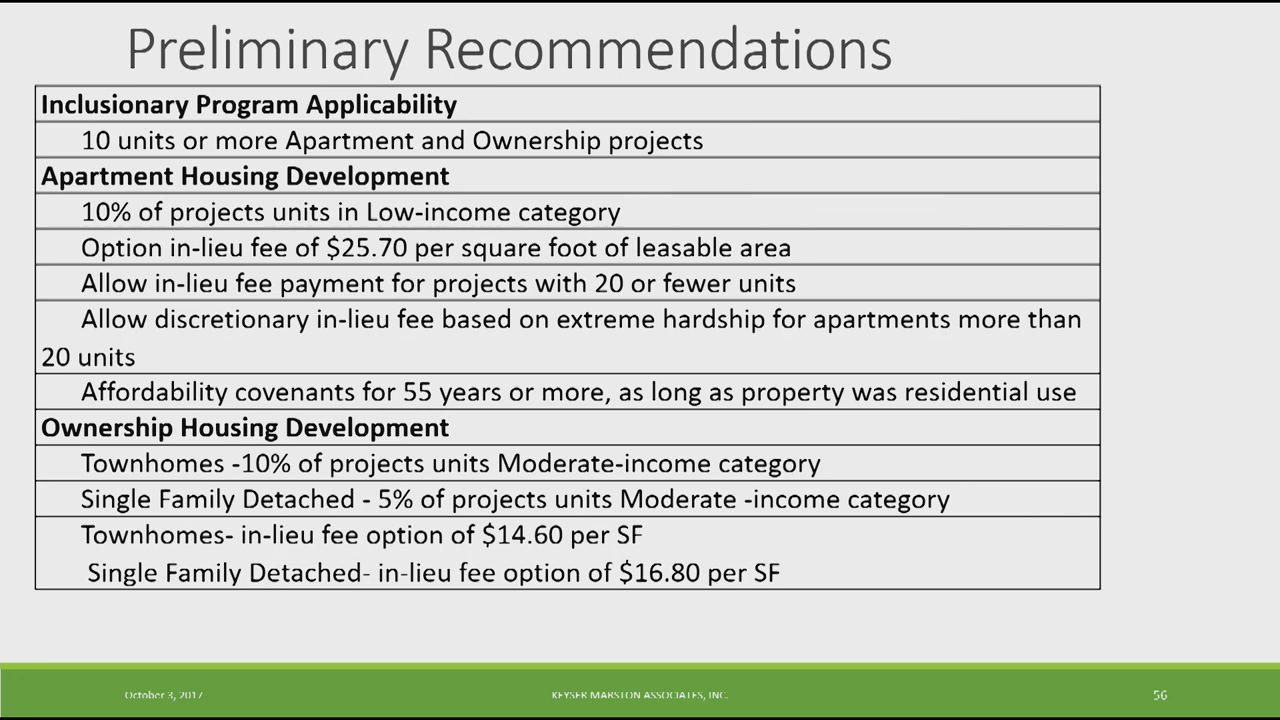 Preliminary Recommendations
Inclusionary Program Applicability
10 units or more Apartment and Ownership projects
Apartment Housing Development
10% of projects units in Low-income category
Option in-lieu fee of $25.70 per square foot of leasable area
Allow in-lieu fee payment for projects with 20 or fewer units
Allow discretionary in-lieu fee based on extreme hardship for apartments more than
20 units
Affordability covenants for 55 years or more, as long as property was residential use
Ownership Housing Development
Townhomes -10% of projects units Moderate-income category
Single Family Detached - 5% of projects units Moderate -income category
Townhomes- in-lieu fee option of $14.60 per SF
Single Family Detached- in-lieu fee option of $16.80 per SF
October 3, 2017
KEYSER MARSTON ASSOCIATES, INC.
56